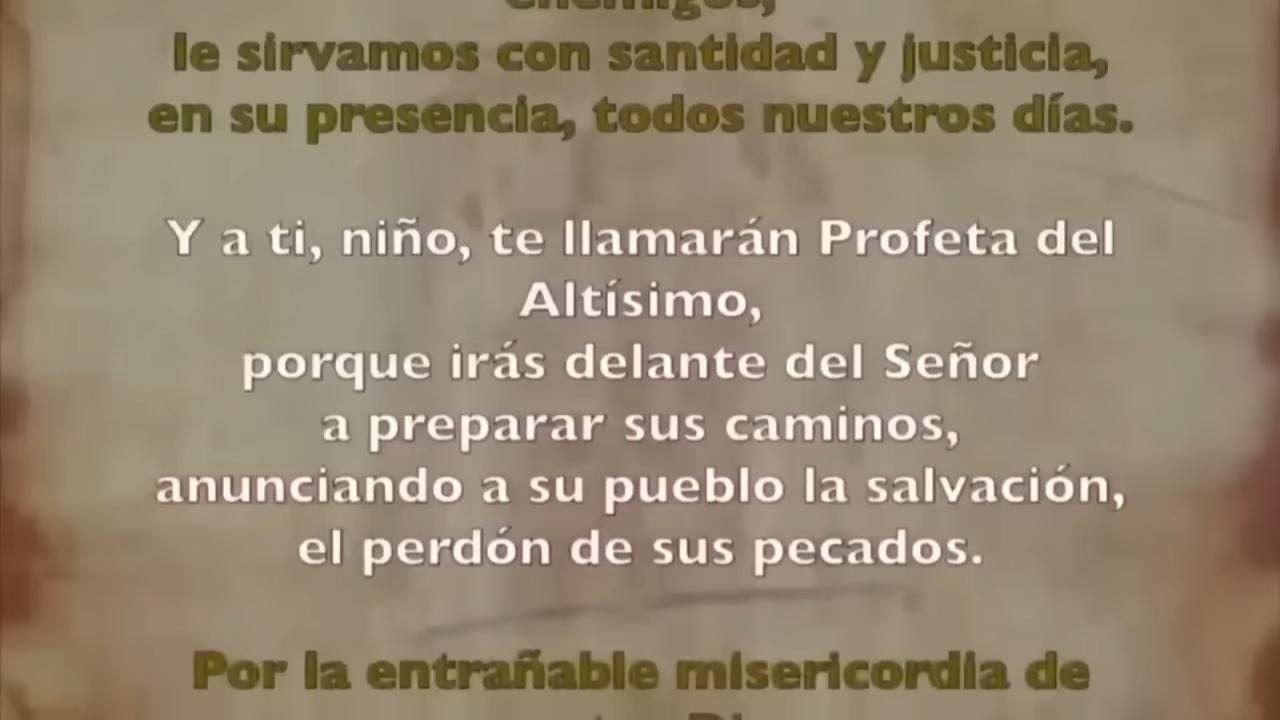 enemigos,
le sirvamos con santidad y justicia,
en su presencia, todos nuestros días.
Y a ti, niño, te llamarán Profeta del
Altísimo,
porque irás delante del Señor
a preparar sus caminos,
anunciando a su pueblo la salvación,
el perdón de sus pecados.
Por la entrañable misericordia de